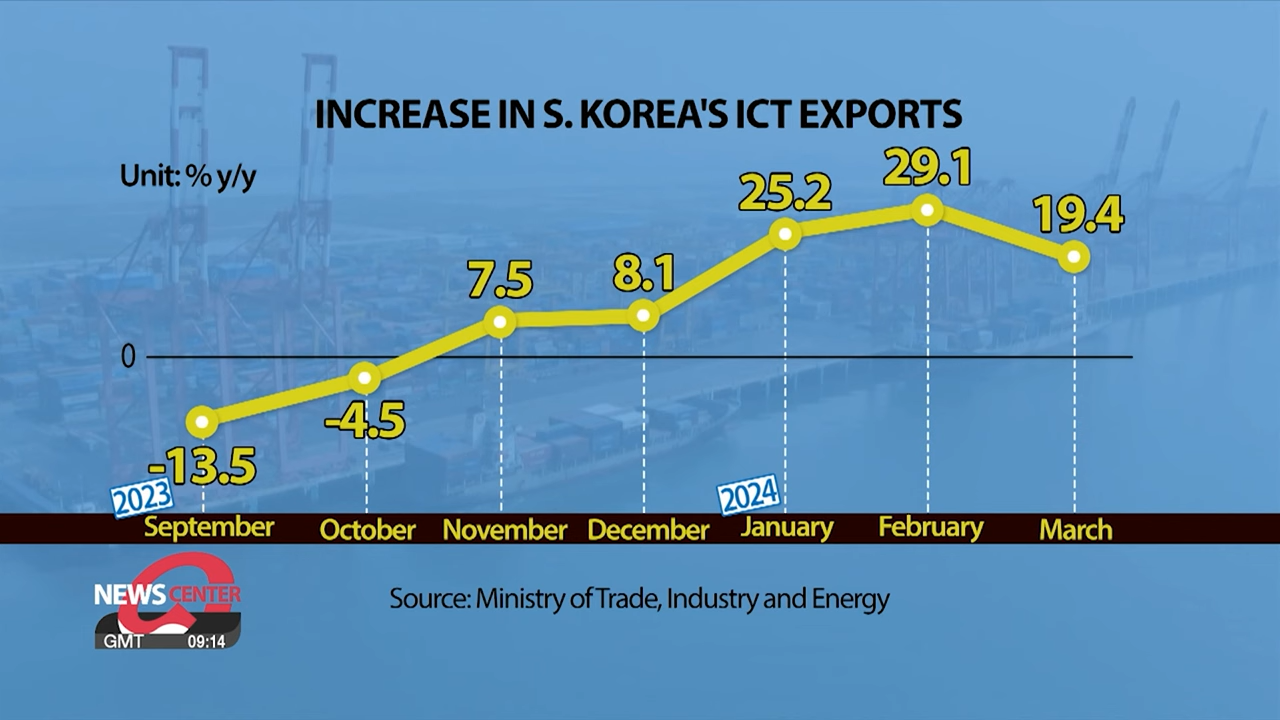 INCREASE IN S. KOREA'S ICT EXPORTS
Unit: % y/y
29.1
25.2
19.4
8.1
7.5
0
-4.5
-13.5
2023
2024
September October November December January February March
NEWS CENTER
GMT 09:14
Source: Ministry of Trade, Industry and Energy